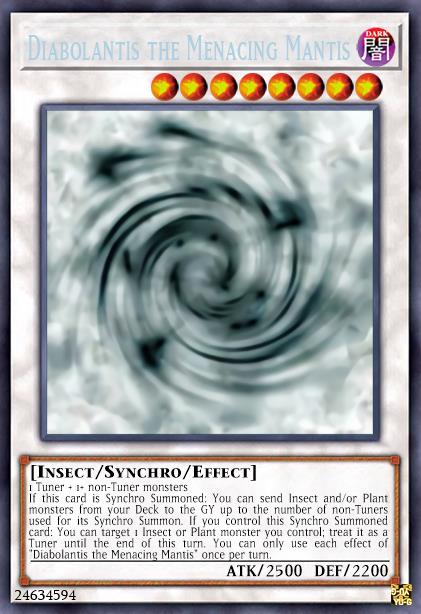 Diabolantis the Menacing Mantis
DARK
闇
[Insect/Synchro/Effect]
1 Tuner + 1+ non-Tuner monsters
If this card is Synchro Summoned: You can send Insect and/or Plant
monsters from your Deck to the GY up to the number of non-Tuners
used for its Synchro Summon. If you control this Synchro Summoned
card: You can target 1 Insect or Plant monster you control; treat it as a
Tuner until the end of this turn. You can only use each effect of
"Diabolantis the Menacing Mantis" once per turn.
ATK/2500 DEF/2200
24634594